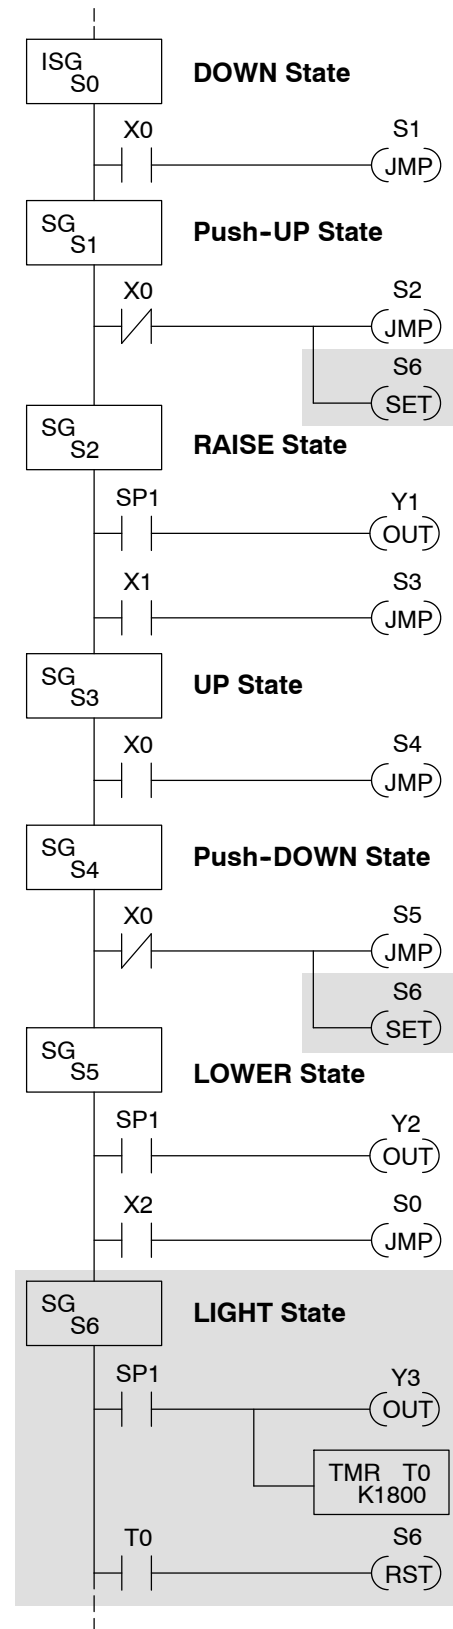 ISG
S0
DOWN State
X0
S1
JMP
SG
S1
Push-UP State
X0
S2
JMP
S6
SET
SG
S2
RAISE State
SP1
Y1
OUT
X1
S3
JMP
SG
S3
UP State
X0
S4
JMP
SG
S4
Push-DOWN State
X0
S5
JMP
S6
SET
SG
S5
LOWER State
SP1
Y2
OUT
X2
S0
JMP
SG
S6
LIGHT State
SP1
Y3
OUT
TMR T0
K1800
T0
S6
RST